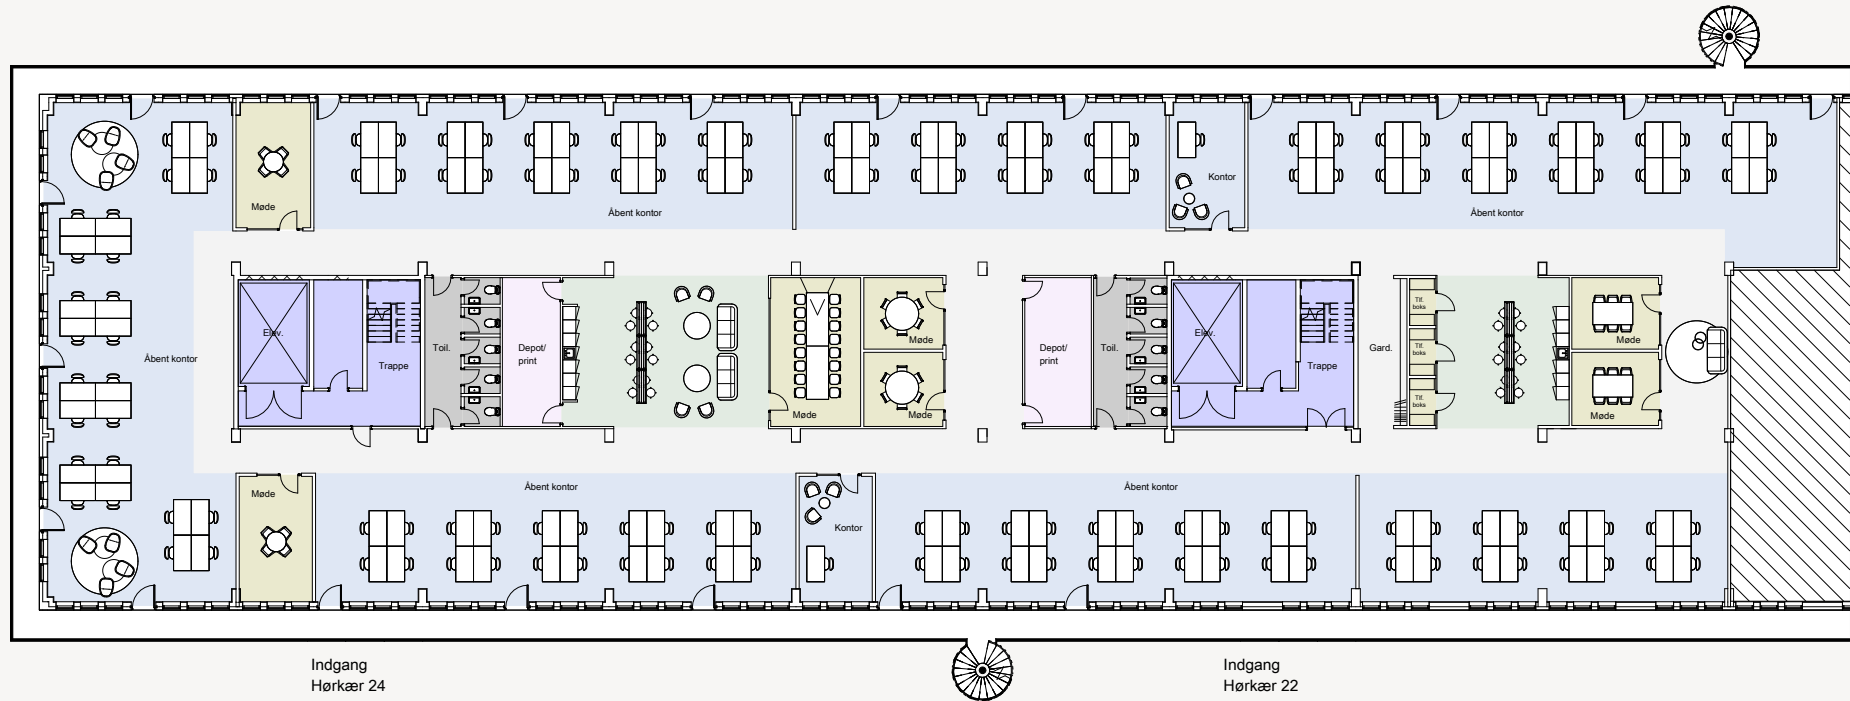 Møde
Åbent kontor
Kontor
Åbent kontor
Elev.
Trappe
Toil.
Depot/
print
Møde
Møde
Møde
Depot/
print
Toil.
Elev.
Trappe
Gard.
Tlf.
boks
Tlf.
boks
Tlf.
boks
Møde
Møde
Åbent kontor
Møde
Åbent kontor
Kontor
Åbent kontor
Indgang
Hørkær 24
Indgang
Hørkær 22